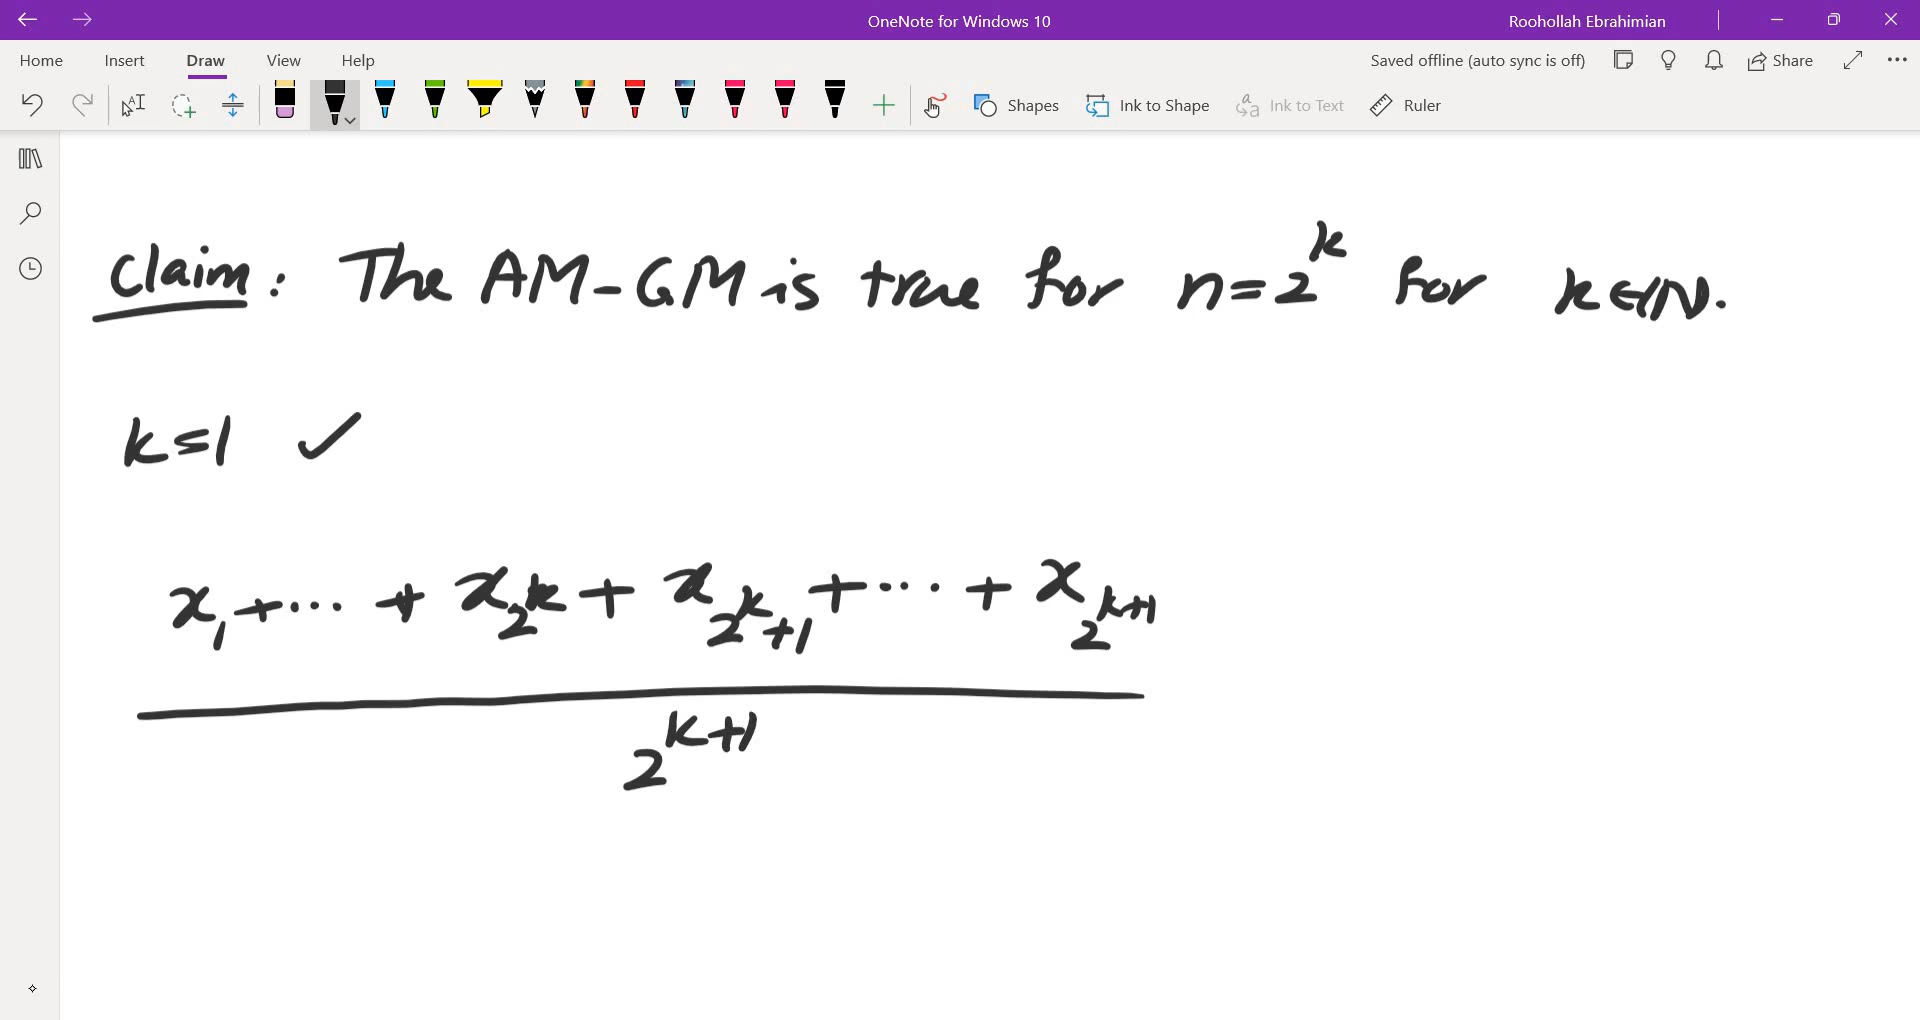 OneNote for Windows 10
Roohollah Ebrahimian
Home Insert Draw View Help
Saved offline (auto sync is off) Share
Shapes Ink to Shape Ink to Text Ruler
Claim: The AM-GM is true for n=2^k for k∈ℕ.
k=1 ✓
x_1+⋯+x_{2^k}+x_{2^k+1}+⋯+x_{2^{k+1}}
2^{k+1}